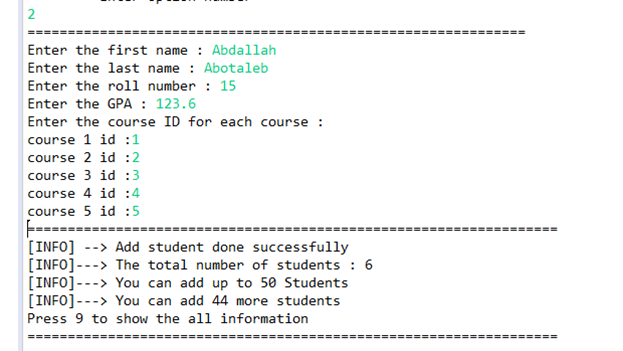 2
==============================================================
Enter the first name : Abdallah
Enter the last name : Abotaleb
Enter the roll number : 15
Enter the GPA : 123.6
Enter the course ID for each course :
course 1 id :1
course 2 id :2
course 3 id :3
course 4 id :4
course 5 id :5
==================================================================
[INFO] --> Add student done successfully
[INFO]---> The total number of students : 6
[INFO]---> You can add up to 50 Students
[INFO]---> You can add 44 more students
Press 9 to show the all information
==================================================================